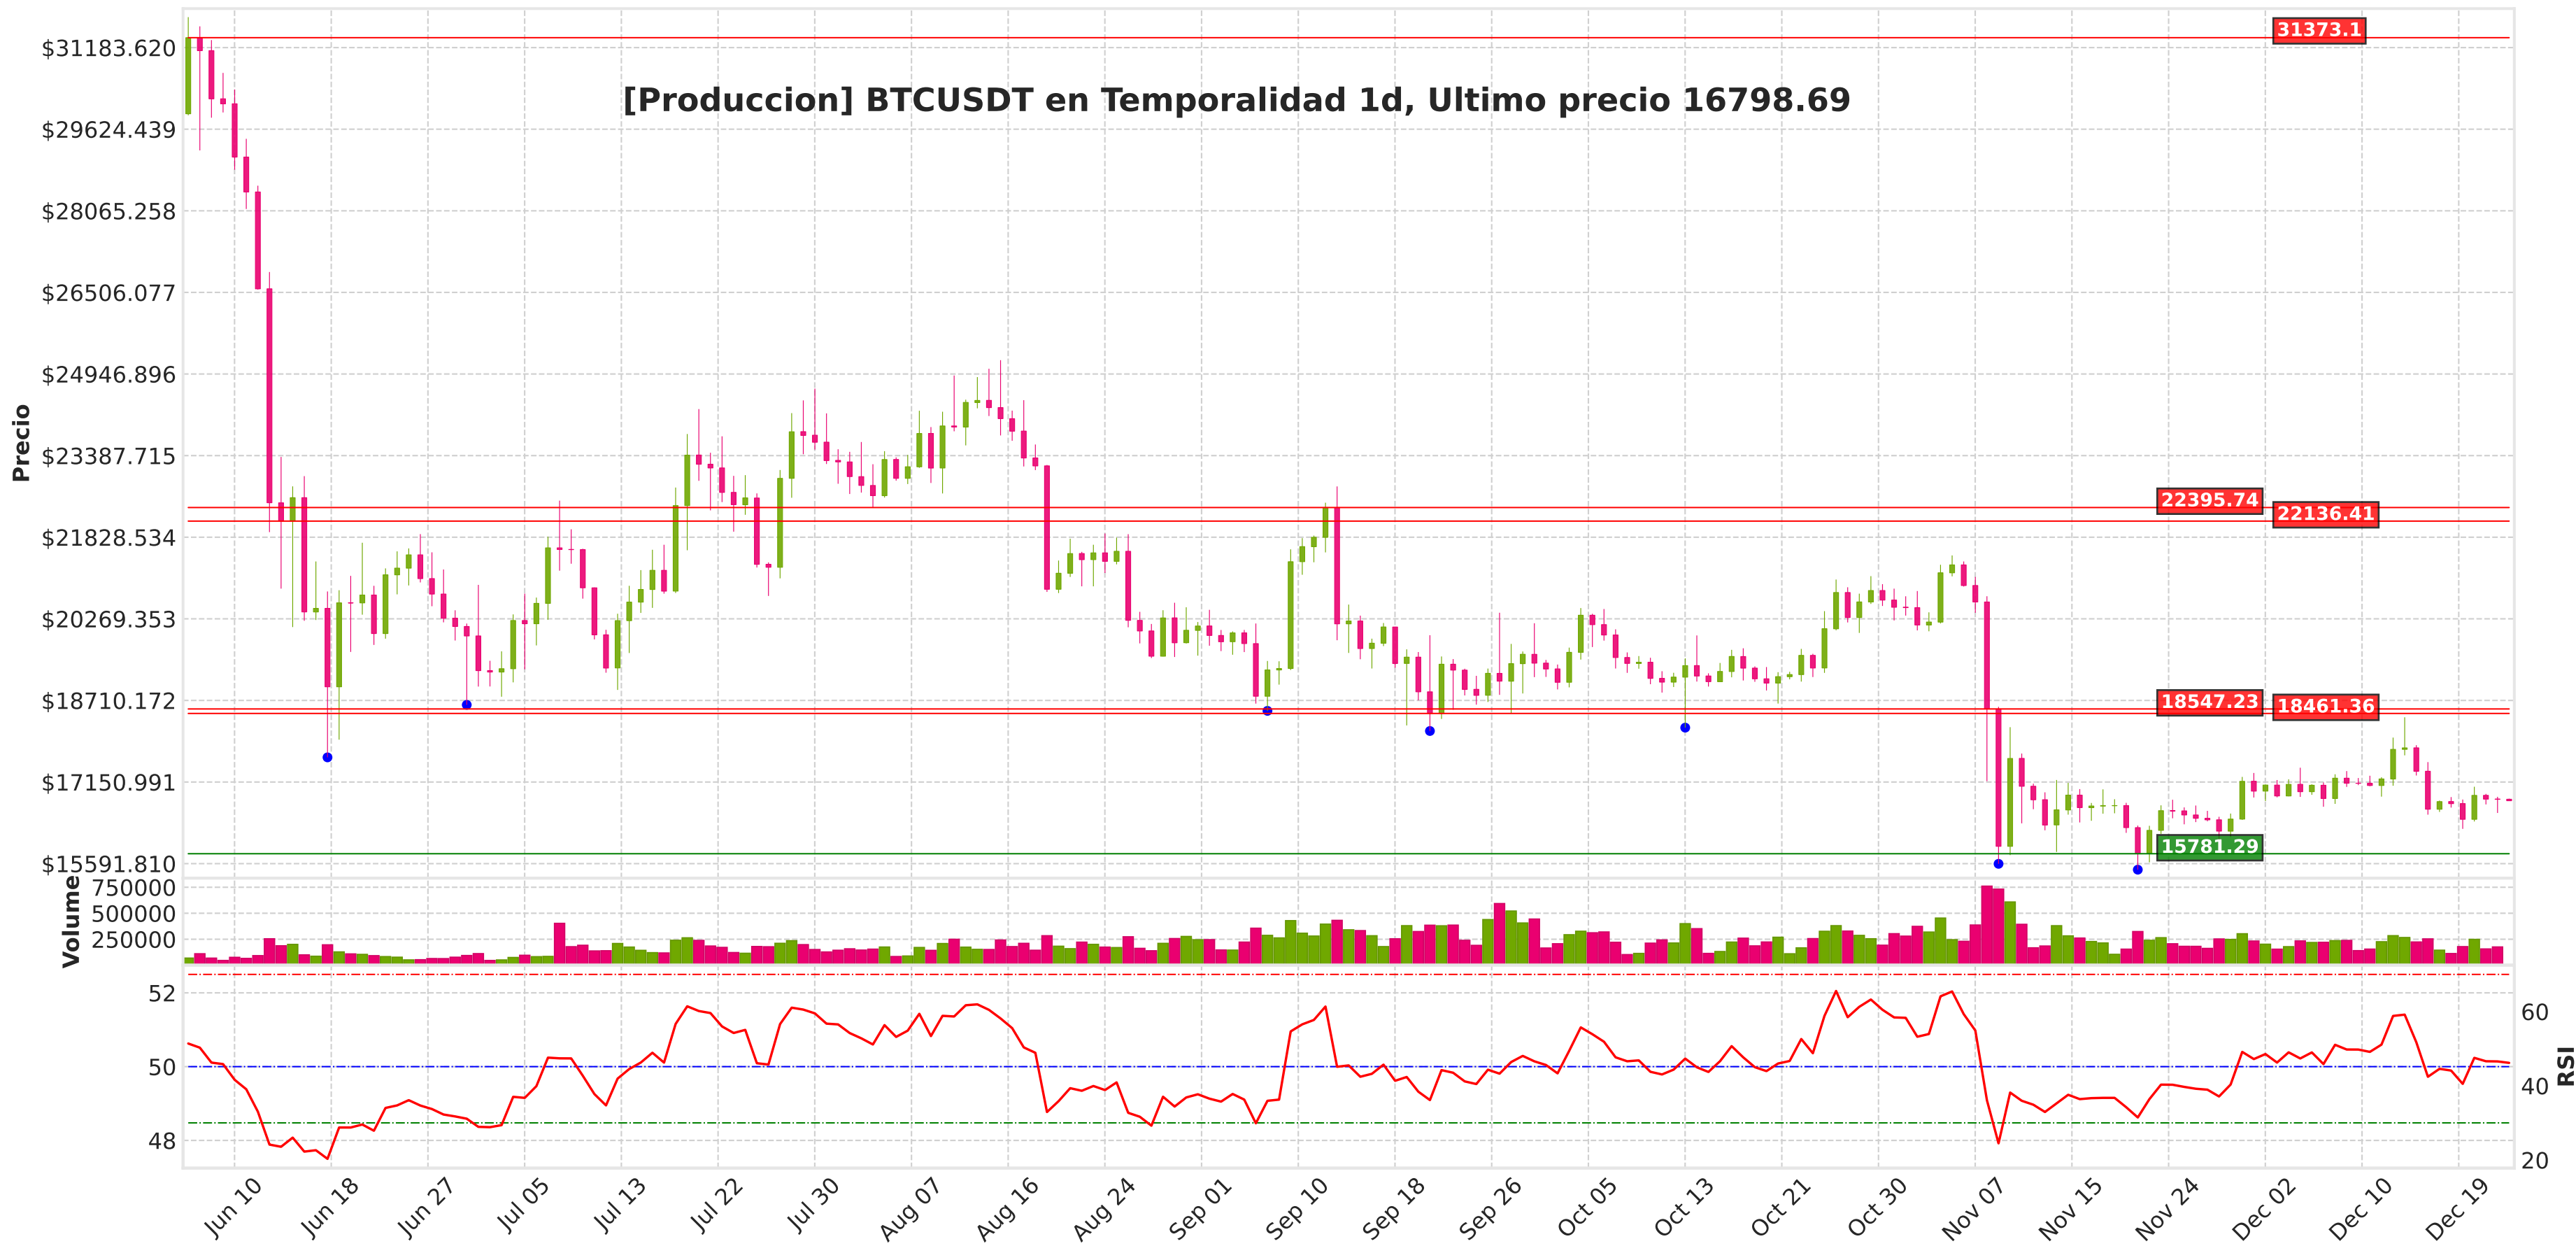 [Produccion] BTCUSDT en Temporalidad 1d, Ultimo precio 16798.69
Precio
$31183.620
$29624.439
$28065.258
$26506.077
$24946.896
$23387.715
$21828.534
$20269.353
$18710.172
$17150.991
$15591.810
31373.1
22395.74
22136.41
18547.23
18461.36
15781.29
Volume
750000
500000
250000
52
50
48
60
40
20
RSI
Jun 10
Jun 18
Jun 27
Jul 05
Jul 13
Jul 22
Jul 30
Aug 07
Aug 16
Aug 24
Sep 01
Sep 10
Sep 18
Sep 26
Oct 05
Oct 13
Oct 21
Oct 30
Nov 07
Nov 15
Nov 24
Dec 02
Dec 10
Dec 19